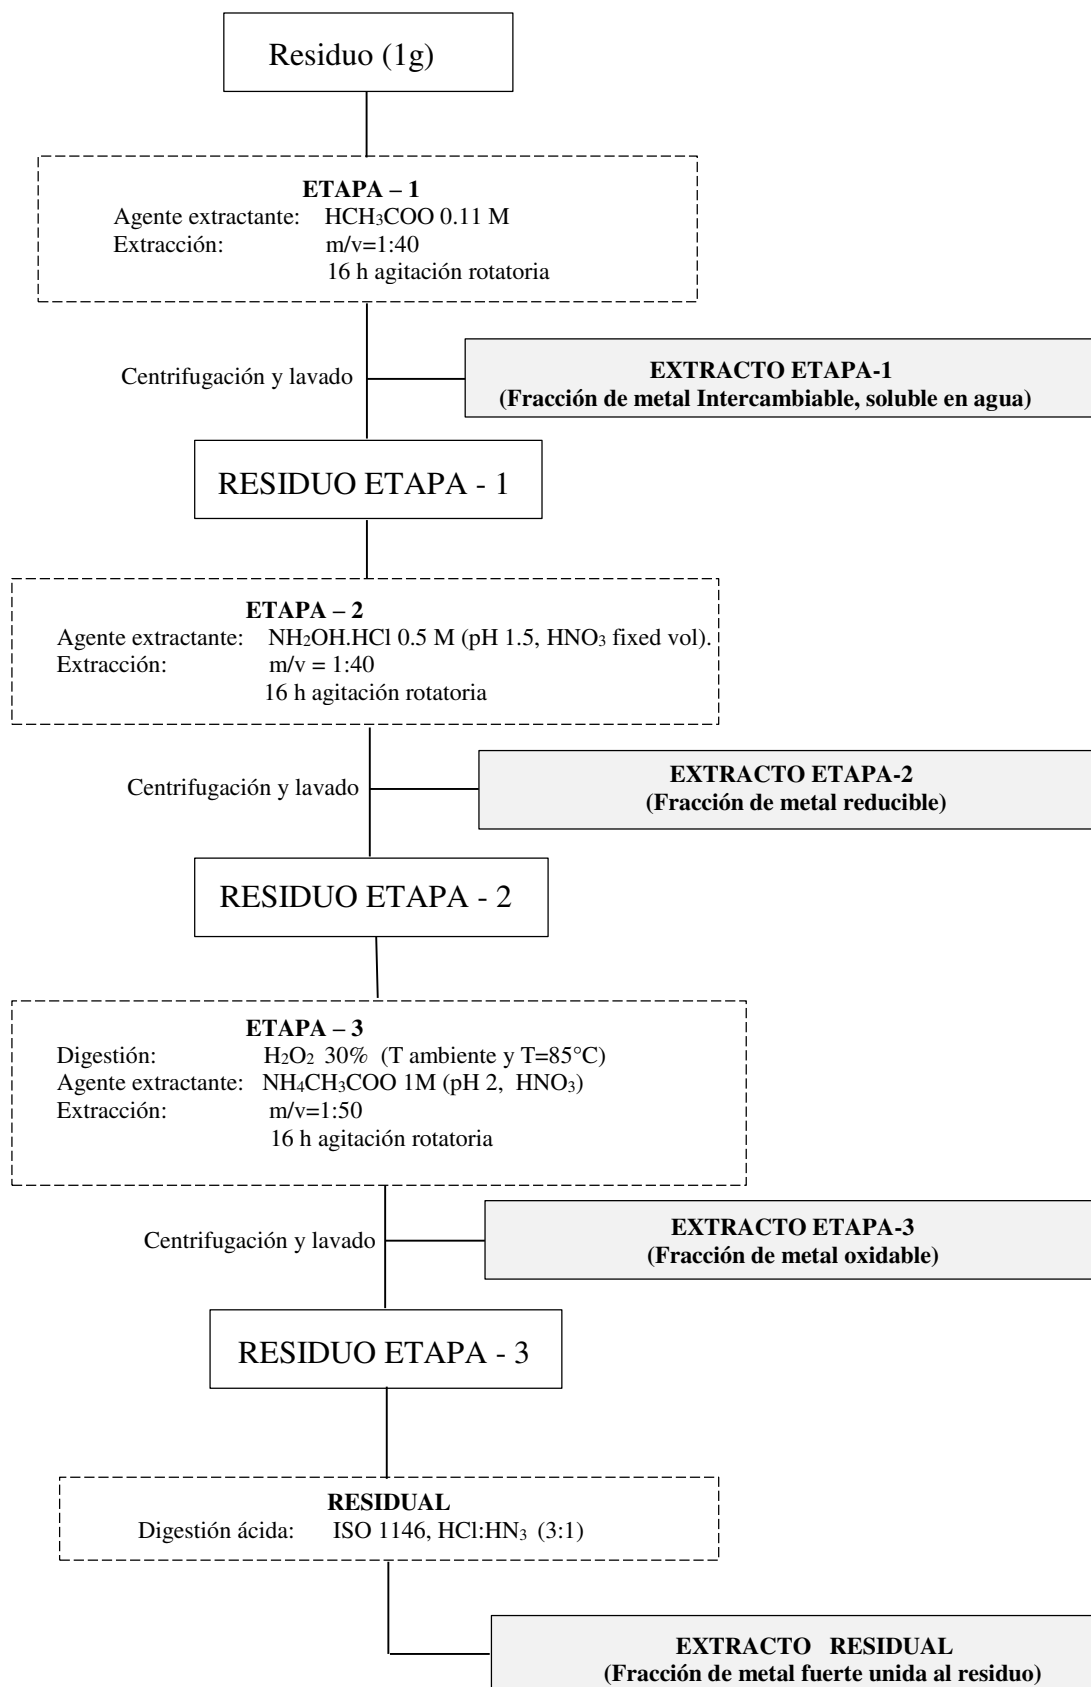 Residuo (1g)
ETAPA – 1
Agente extractante: HCH₃COO 0.11 M
Extracción: m/v=1:40
16 h agitación rotatoria
Centrifugación y lavado
EXTRACTO ETAPA-1
(Fracción de metal Intercambiable, soluble en agua)
RESIDUO ETAPA - 1
ETAPA – 2
Agente extractante: NH₂OH.HCl 0.5 M (pH 1.5, HNO₃ fixed vol).
Extracción: m/v = 1:40
16 h agitación rotatoria
Centrifugación y lavado
EXTRACTO ETAPA-2
(Fracción de metal reducible)
RESIDUO ETAPA - 2
ETAPA – 3
Digestión: H₂O₂ 30% (T ambiente y T=85°C)
Agente extractante: NH₄CH₃COO 1M (pH 2, HNO₃)
Extracción: m/v=1:50
16 h agitación rotatoria
Centrifugación y lavado
EXTRACTO ETAPA-3
(Fracción de metal oxidable)
RESIDUO ETAPA - 3
RESIDUAL
Digestión ácida: ISO 1146, HCl:HN₃ (3:1)
EXTRACTO RESIDUAL
(Fracción de metal fuerte unida al residuo)